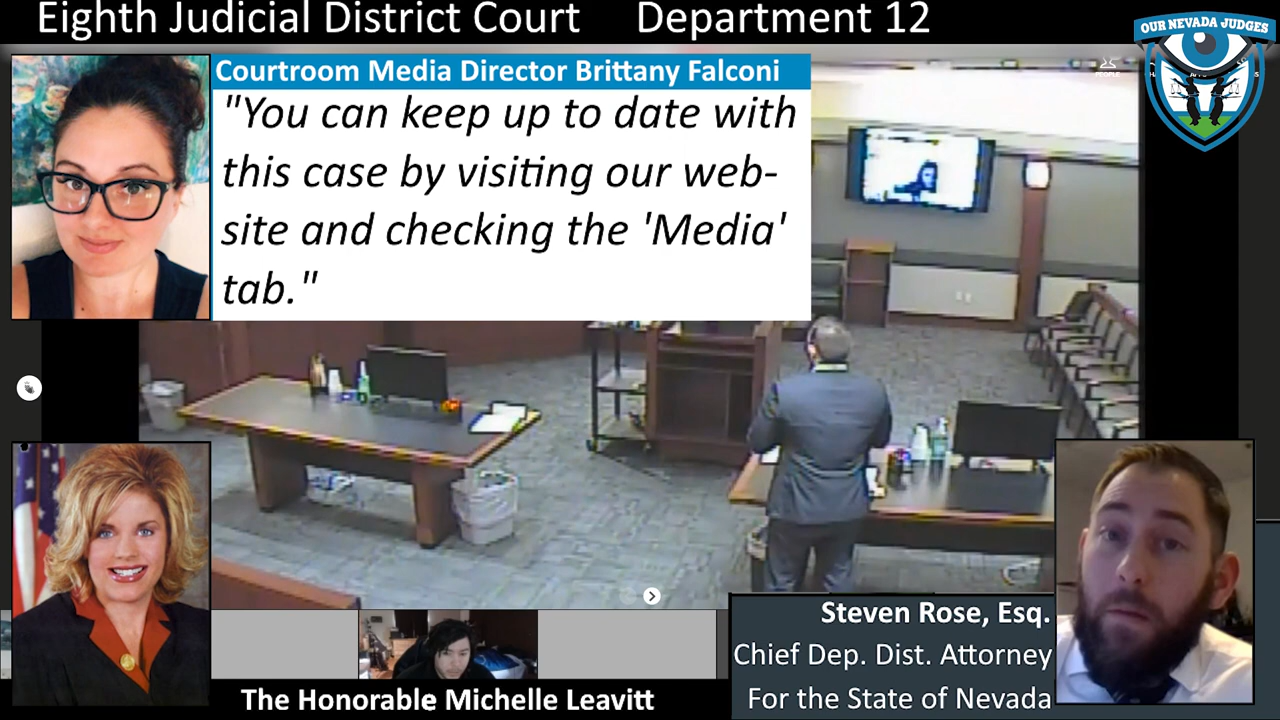 Eighth Judicial District Court Department 12
OUR NEVADA JUDGES
PEOPLE
Courtroom Media Director Brittany Falconi
"You can keep up to date with
this case by visiting our web-
site and checking the 'Media'
tab."
Steven Rose, Esq.
Chief Dep. Dist. Attorney
For the State of Nevada
The Honorable Michelle Leavitt